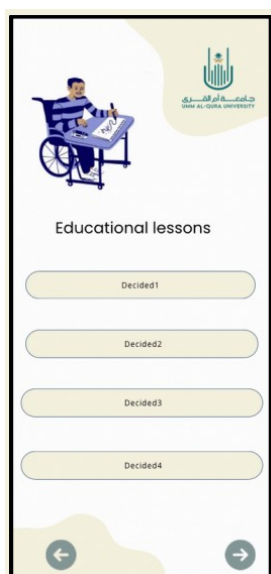 جامعة أم القرى
UMM AL-QURA UNIVERSITY
Educational lessons
Decided1
Decided2
Decided3
Decided4